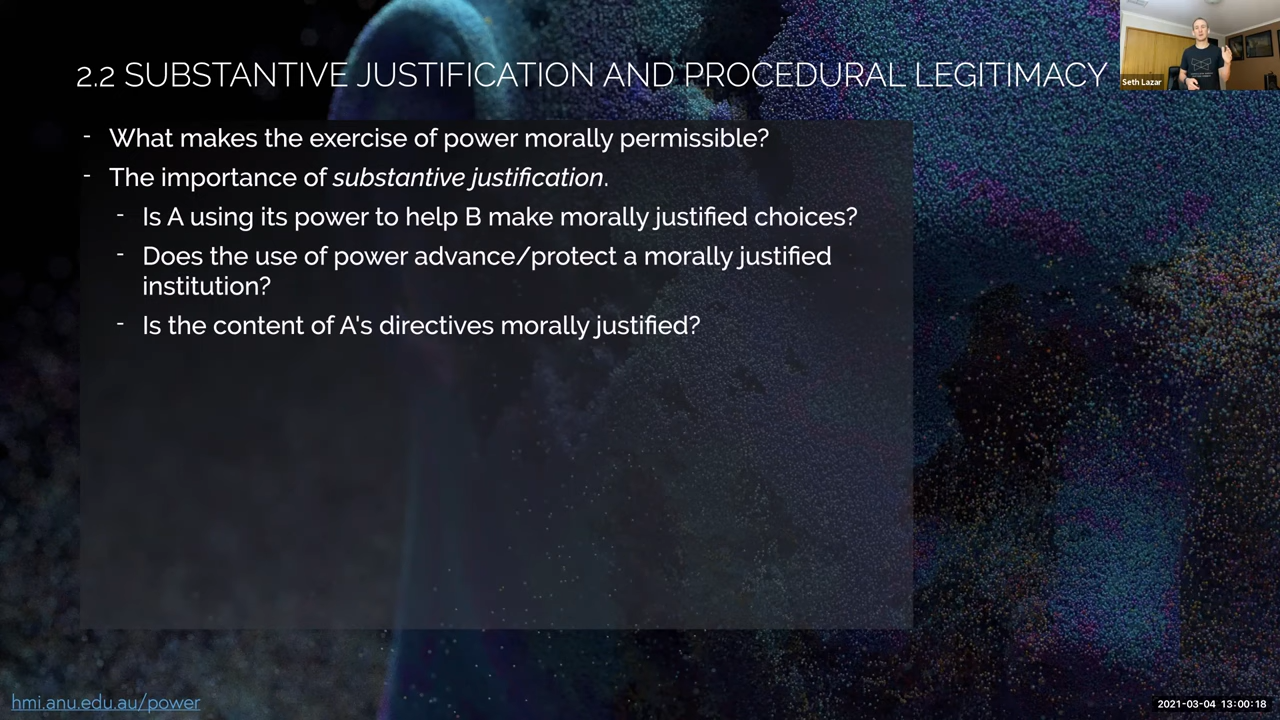 2.2 SUBSTANTIVE JUSTIFICATION AND PROCEDURAL LEGITIMACY
Seth Lazar
- What makes the exercise of power morally permissible?
- The importance of substantive justification.
- Is A using its power to help B make morally justified choices?
- Does the use of power advance/protect a morally justified
institution?
- Is the content of A's directives morally justified?
hmi.anu.edu.au/power
2021-03-04 13:00:18